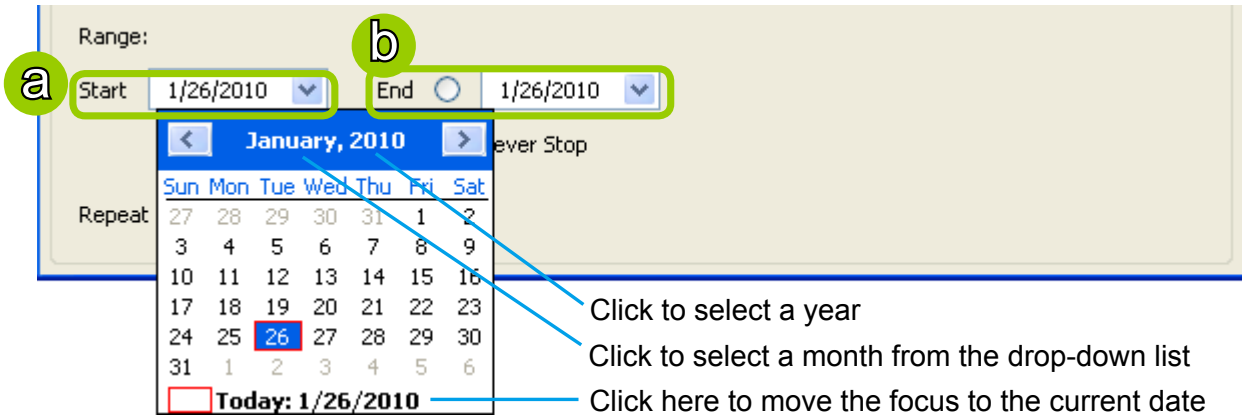 Range:
a
b
Start 1/26/2010 End 1/26/2010
January, 2010
ever Stop
Sun Mon Tue Wed Thu Fri Sat
Repeat 27 28 29 30 31 1 2
3 4 5 6 7 8 9
10 11 12 13 14 15 16
17 18 19 20 21 22 23
24 25 26 27 28 29 30
31 1 2 3 4 5 6
Today: 1/26/2010
Click to select a year
Click to select a month from the drop-down list
Click here to move the focus to the current date